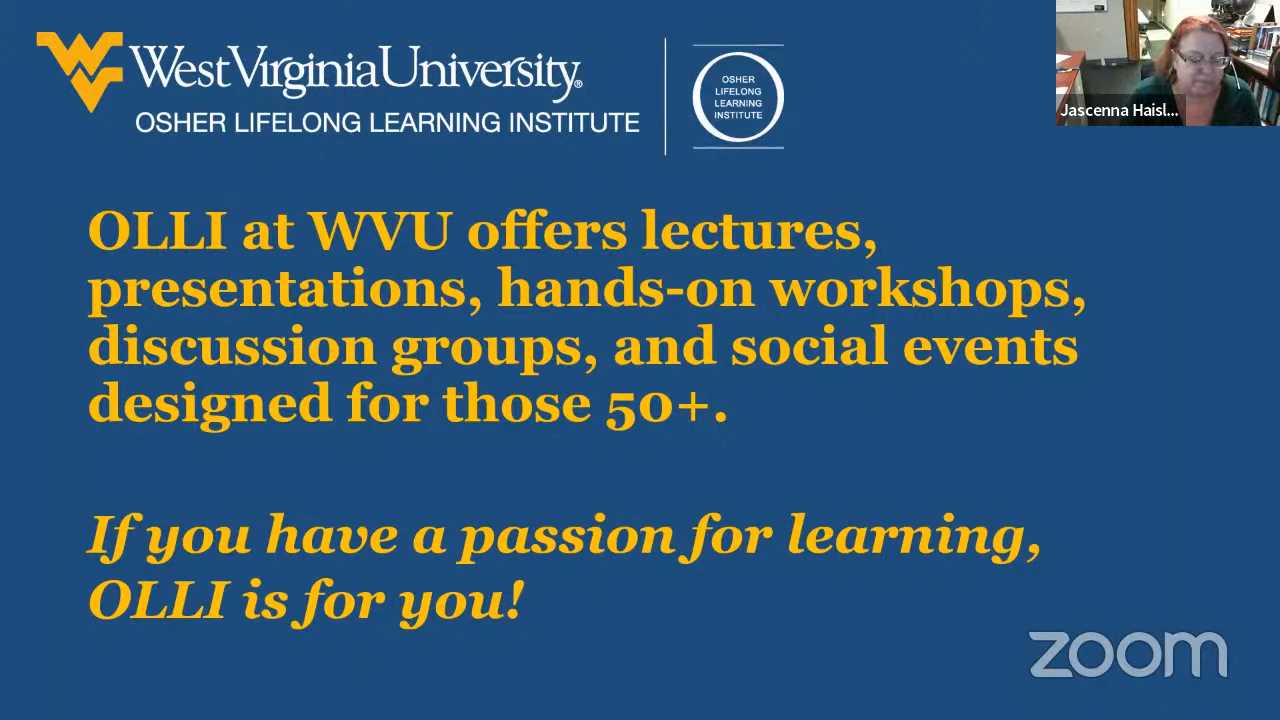 WestVirginiaUniversity®
OSHER LIFELONG LEARNING INSTITUTE
OSHER
LIFELONG
LEARNING
INSTITUTE
Jascenna Haisl...
OLLI at WVU offers lectures,
presentations, hands-on workshops,
discussion groups, and social events
designed for those 50+.
If you have a passion for learning,
OLLI is for you!
zoom